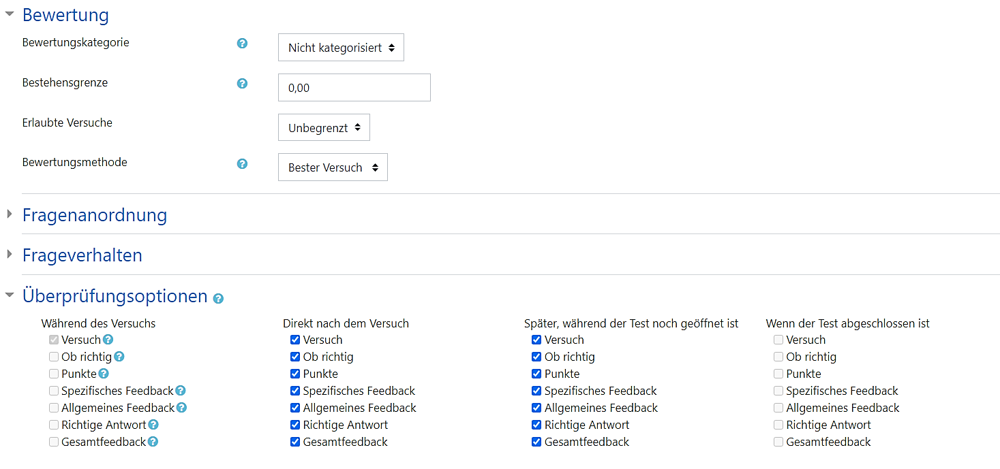 Bewertung
Bewertungskategorie
Nicht kategorisiert
Bestehensgrenze
0,00
Erlaubte Versuche
Unbegrenzt
Bewertungsmethode
Bester Versuch
Fragenanordnung
Frageverhalten
Überprüfungsoptionen
Während des Versuchs
Versuch
Ob richtig
Punkte
Spezifisches Feedback
Allgemeines Feedback
Richtige Antwort
Gesamtfeedback
Direkt nach dem Versuch
Versuch
Ob richtig
Punkte
Spezifisches Feedback
Allgemeines Feedback
Richtige Antwort
Gesamtfeedback
Später, während der Test noch geöffnet ist
Versuch
Ob richtig
Punkte
Spezifisches Feedback
Allgemeines Feedback
Richtige Antwort
Gesamtfeedback
Wenn der Test abgeschlossen ist
Versuch
Ob richtig
Punkte
Spezifisches Feedback
Allgemeines Feedback
Richtige Antwort
Gesamtfeedback